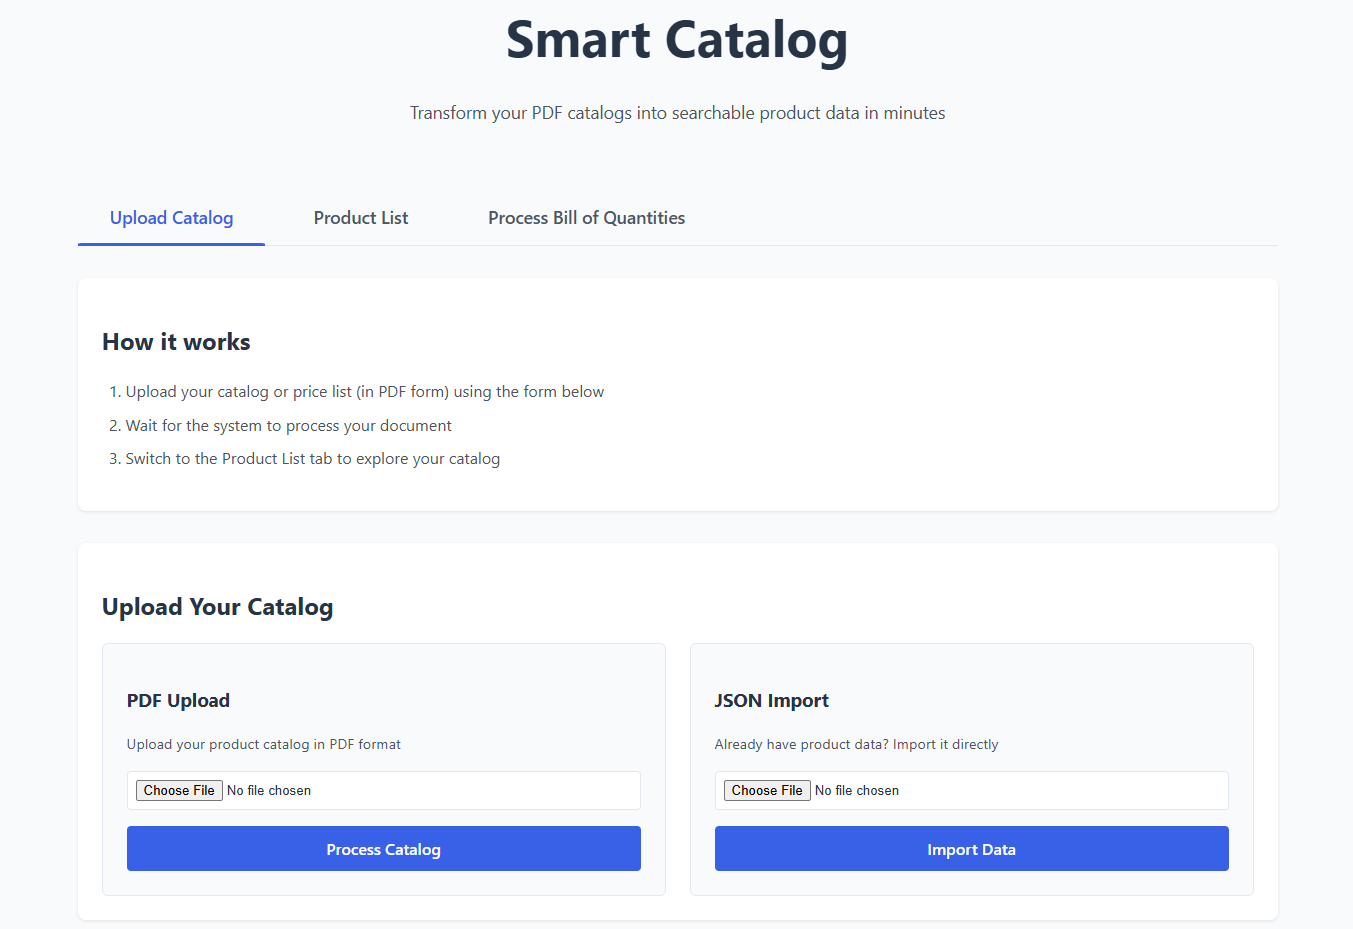 Smart Catalog
Transform your PDF catalogs into searchable product data in minutes
Upload Catalog Product List Process Bill of Quantities
How it works
1. Upload your catalog or price list (in PDF form) using the form below
2. Wait for the system to process your document
3. Switch to the Product List tab to explore your catalog
Upload Your Catalog
PDF Upload
Upload your product catalog in PDF format
Choose File No file chosen
Process Catalog
JSON Import
Already have product data? Import it directly
Choose File No file chosen
Import Data